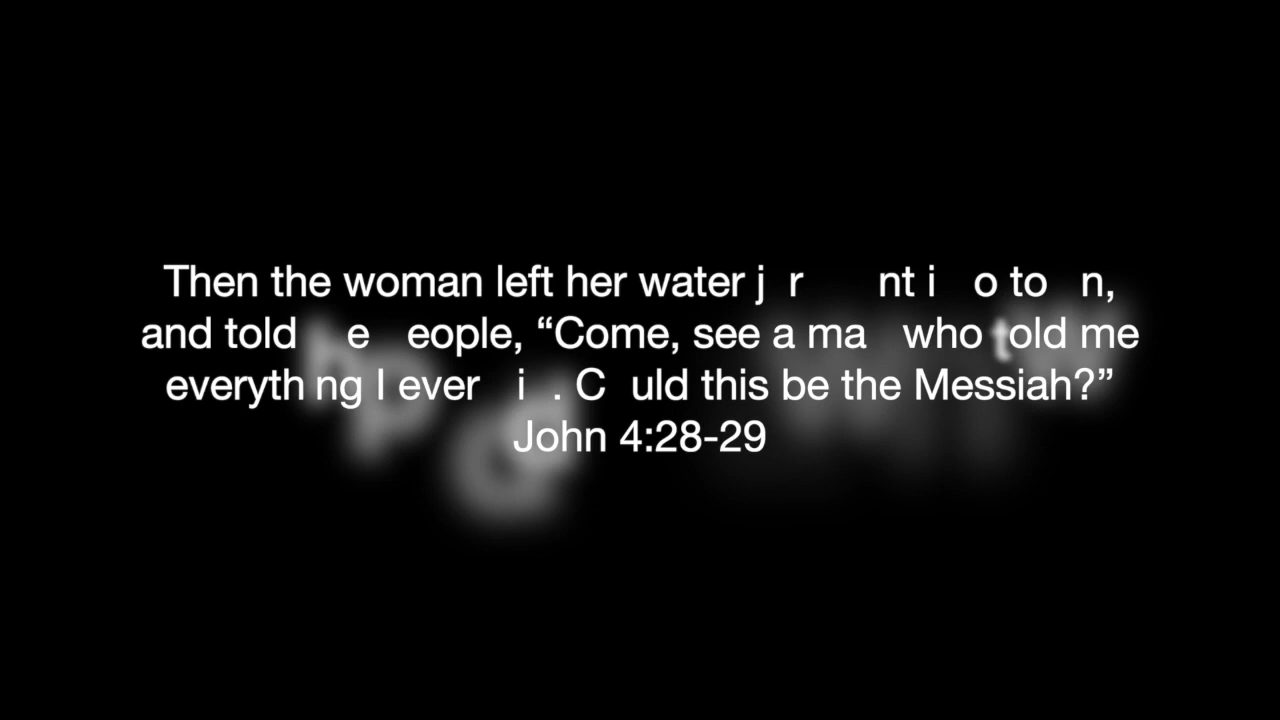 Then the woman left her water j r nt i o to n,
and told e eople, “Come, see a ma who told me
everyth ng I ever i . C uld this be the Messiah?”
John 4:28-29